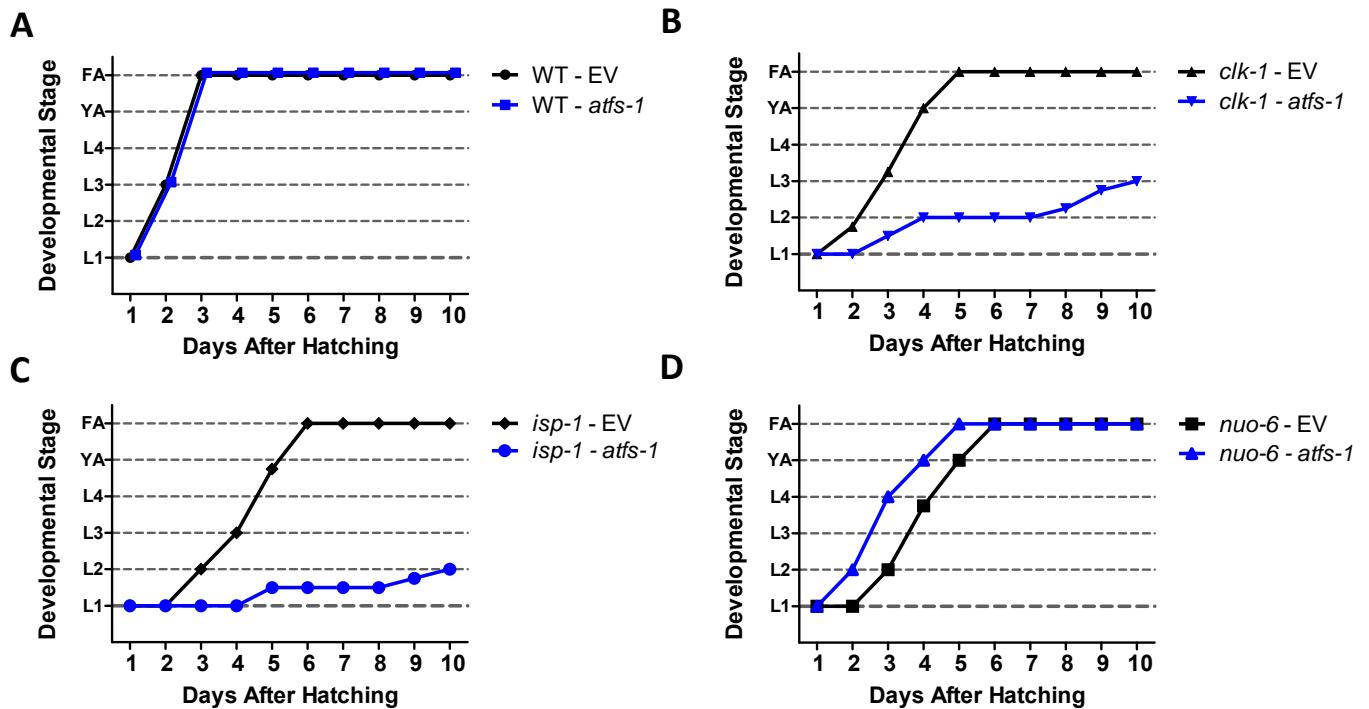 A
Developmental Stage
FA
YA
L4
L3
L2
L1
1 2 3 4 5 6 7 8 9 10
Days After Hatching
WT - EV
WT - atfs-1
B
Developmental Stage
FA
YA
L4
L3
L2
L1
1 2 3 4 5 6 7 8 9 10
Days After Hatching
clk-1 - EV
clk-1 - atfs-1
C
Developmental Stage
FA
YA
L4
L3
L2
L1
1 2 3 4 5 6 7 8 9 10
Days After Hatching
isp-1 - EV
isp-1 - atfs-1
D
Developmental Stage
FA
YA
L4
L3
L2
L1
1 2 3 4 5 6 7 8 9 10
Days After Hatching
nuo-6 - EV
nuo-6 - atfs-1